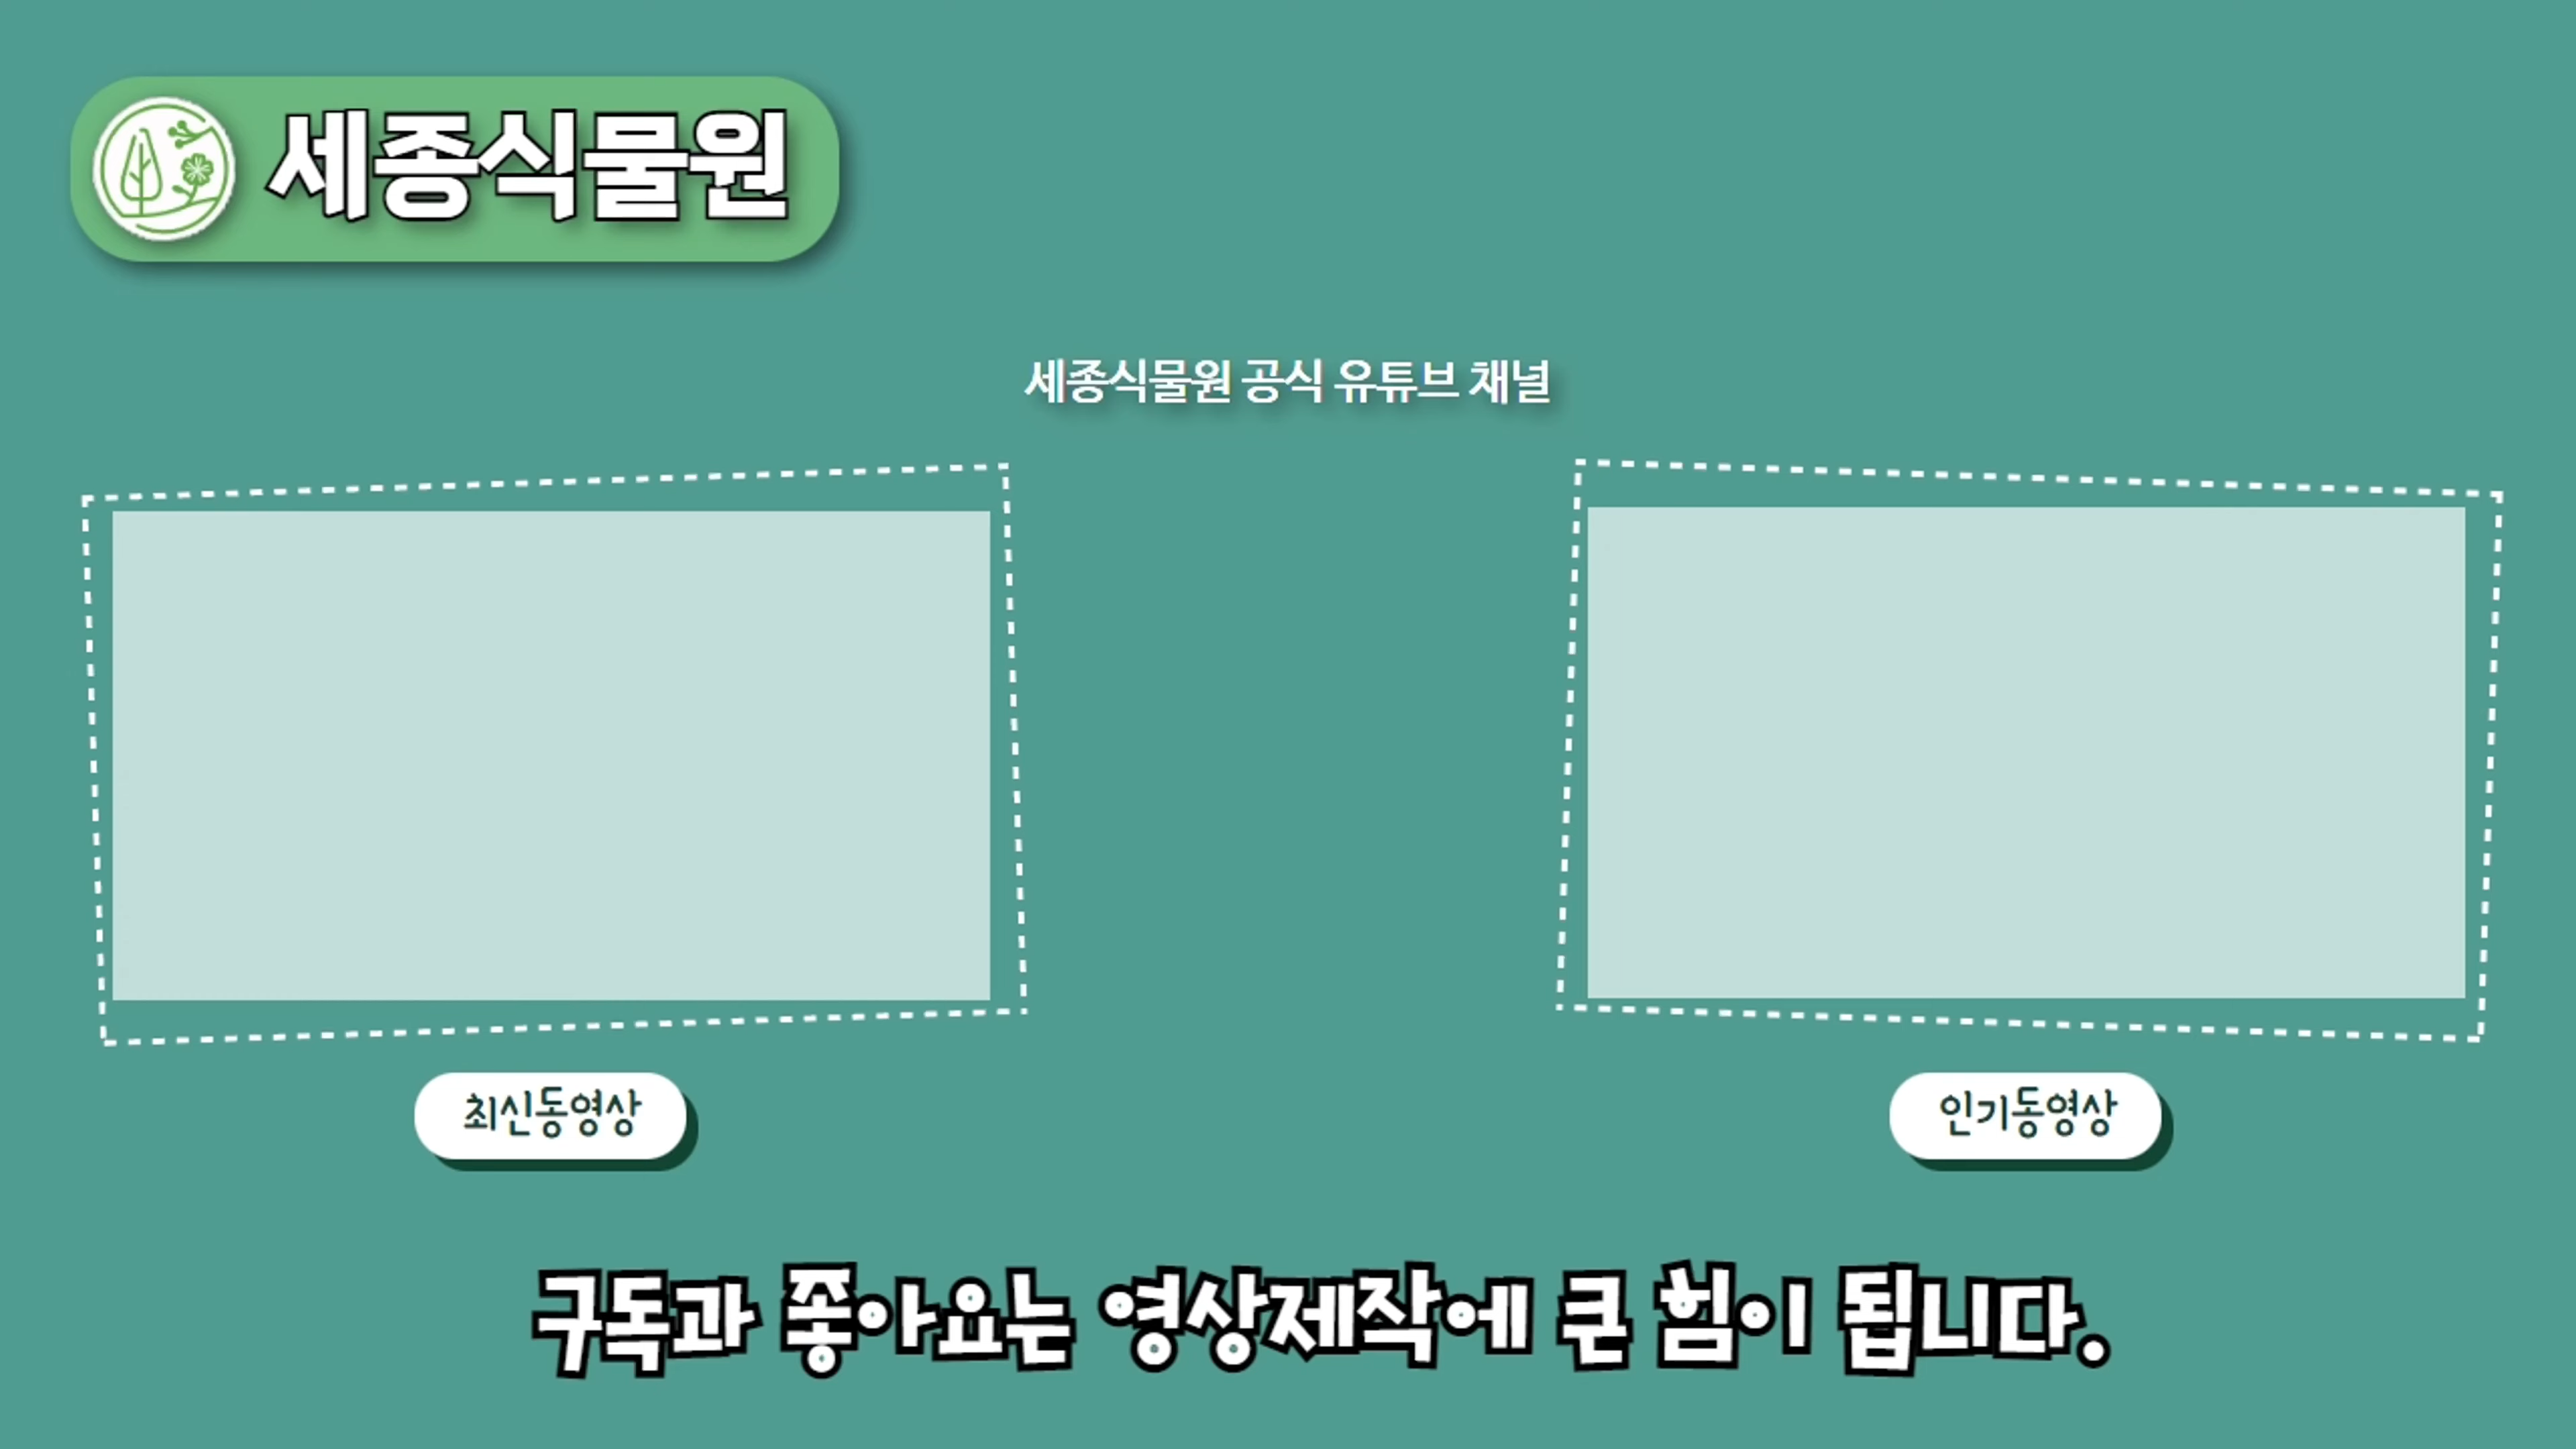 세종식물원
세종식물원 공식 유튜브 채널
최신동영상
인기동영상
구독과 좋아요는 영상제작에 큰 힘이 됩니다.